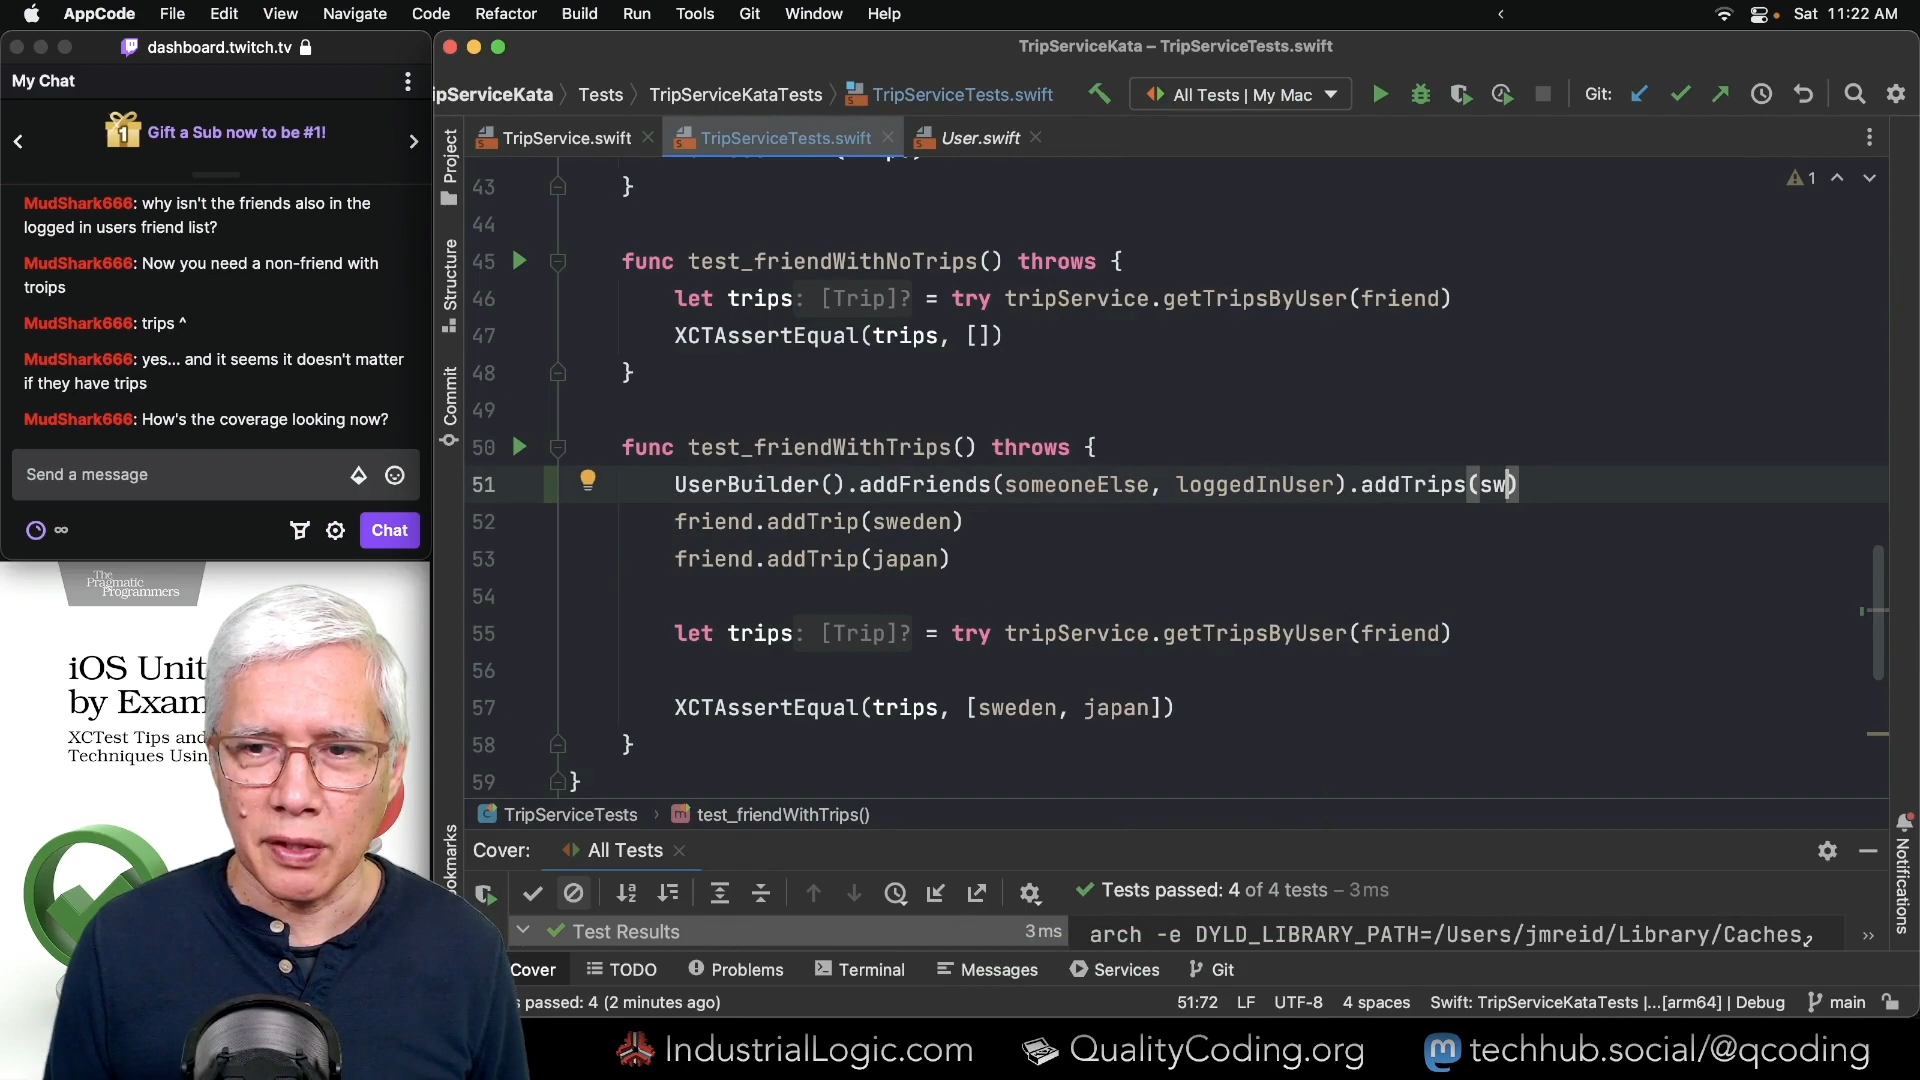 AppCode File Edit View Navigate Code Refactor Build Run Tools Git Window Help
Sat 11:22 AM
dashboard.twitch.tv
My Chat
1
Gift a Sub now to be #1!
MudShark666: why isn't the friends also in the
logged in users friend list?
MudShark666: Now you need a non-friend with
troips
MudShark666: trips ^
MudShark666: yes... and it seems it doesn't matter
if they have trips
MudShark666: How's the coverage looking now?
Send a message
∞
Chat
The
Pragmatic
Programmers
iOS Unit
by Exam
XCTest Tips and
Techniques Usin
TripServiceKata – TripServiceTests.swift
ipServiceKata Tests TripServiceKataTests TripServiceTests.swift
All Tests | My Mac
Git:
TripService.swift TripServiceTests.swift User.swift
Project
Structure
Commit
okmarks
Notifications
1
43 }
44
45 func test_friendWithNoTrips() throws {
46 let trips: [Trip]? = try tripService.getTripsByUser(friend)
47 XCTAssertEqual(trips, [])
48 }
49
50 func test_friendWithTrips() throws {
51 UserBuilder().addFriends(someoneElse, loggedInUser).addTrips(sw)
52 friend.addTrip(sweden)
53 friend.addTrip(japan)
54
55 let trips: [Trip]? = try tripService.getTripsByUser(friend)
56
57 XCTAssertEqual(trips, [sweden, japan])
58 }
59 }
TripServiceTests test_friendWithTrips()
Cover: All Tests
Tests passed: 4 of 4 tests – 3 ms
Test Results 3 ms
arch -e DYLD_LIBRARY_PATH=/Users/jmreid/Library/Caches
Cover TODO Problems Terminal Messages Services Git
s passed: 4 (2 minutes ago)
51:72 LF UTF-8 4 spaces Swift: TripServiceKataTests |...[arm64] | Debug main
IndustrialLogic.com QualityCoding.org techhub.social/@qcoding